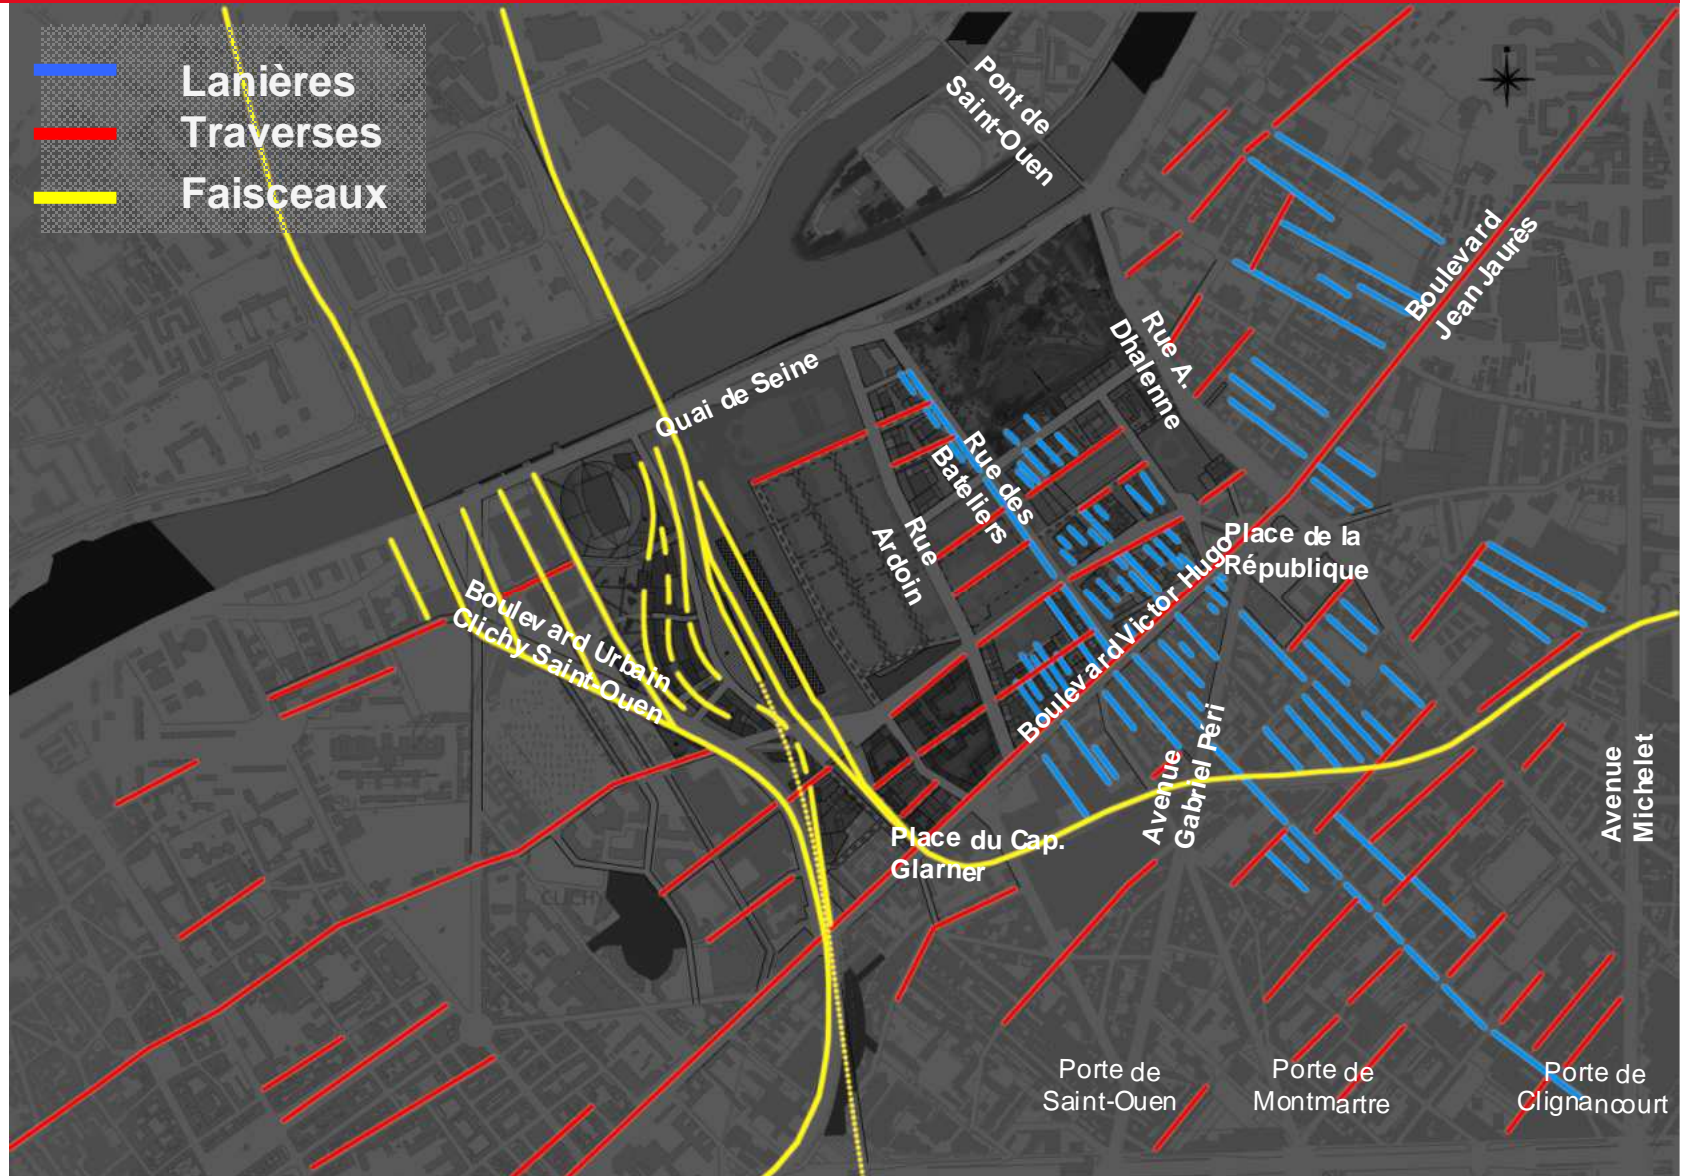 Lanières
Traverses
Faisceaux
Pont de
Saint-Ouen
Boulevard
Jean Jaurès
Rue A.
Dhalenne
Quai de Seine
Rue des
Bateliers
Rue
Ardoin
Place de la
République
Boulevard Urbain
Clichy Saint-Ouen
Boulevard Victor Hugo
Avenue
Gabriel Péri
Avenue
Michelet
Place du Cap.
Glarner
CLICHY
Porte de
Saint-Ouen
Porte de
Montmartre
Porte de
Clignancourt